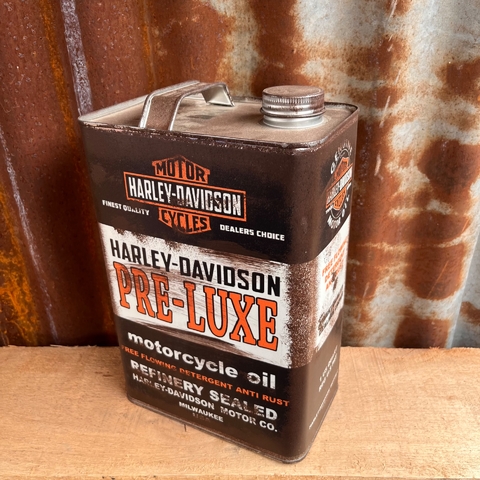 MOTOR
HARLEY-DAVIDSON
CYCLES
FINEST QUALITY
DEALERS CHOICE
HARLEY-DAVIDSON
PRE-LUXE
motorcycle oil
FREE FLOWING DETERGENT ANTI RUST
REFINERY SEALED
HARLEY-DAVIDSON MOTOR CO.
MILWAUKEE